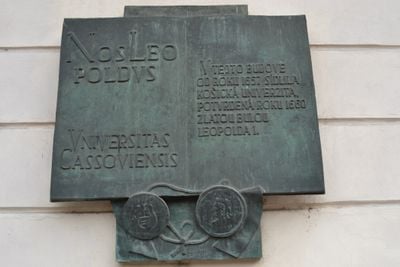 NOS LEO
POLDVS
VNIVERSITAS
CASSOVIENSIS
V TEJTO BUDOVE
OD ROKU 1657 SÍDLILA
KOŠICKÁ UNIVERZITA,
POTVRDENÁ ROKU 1660
ZLATOU BULOU
LEOPOLDA I.